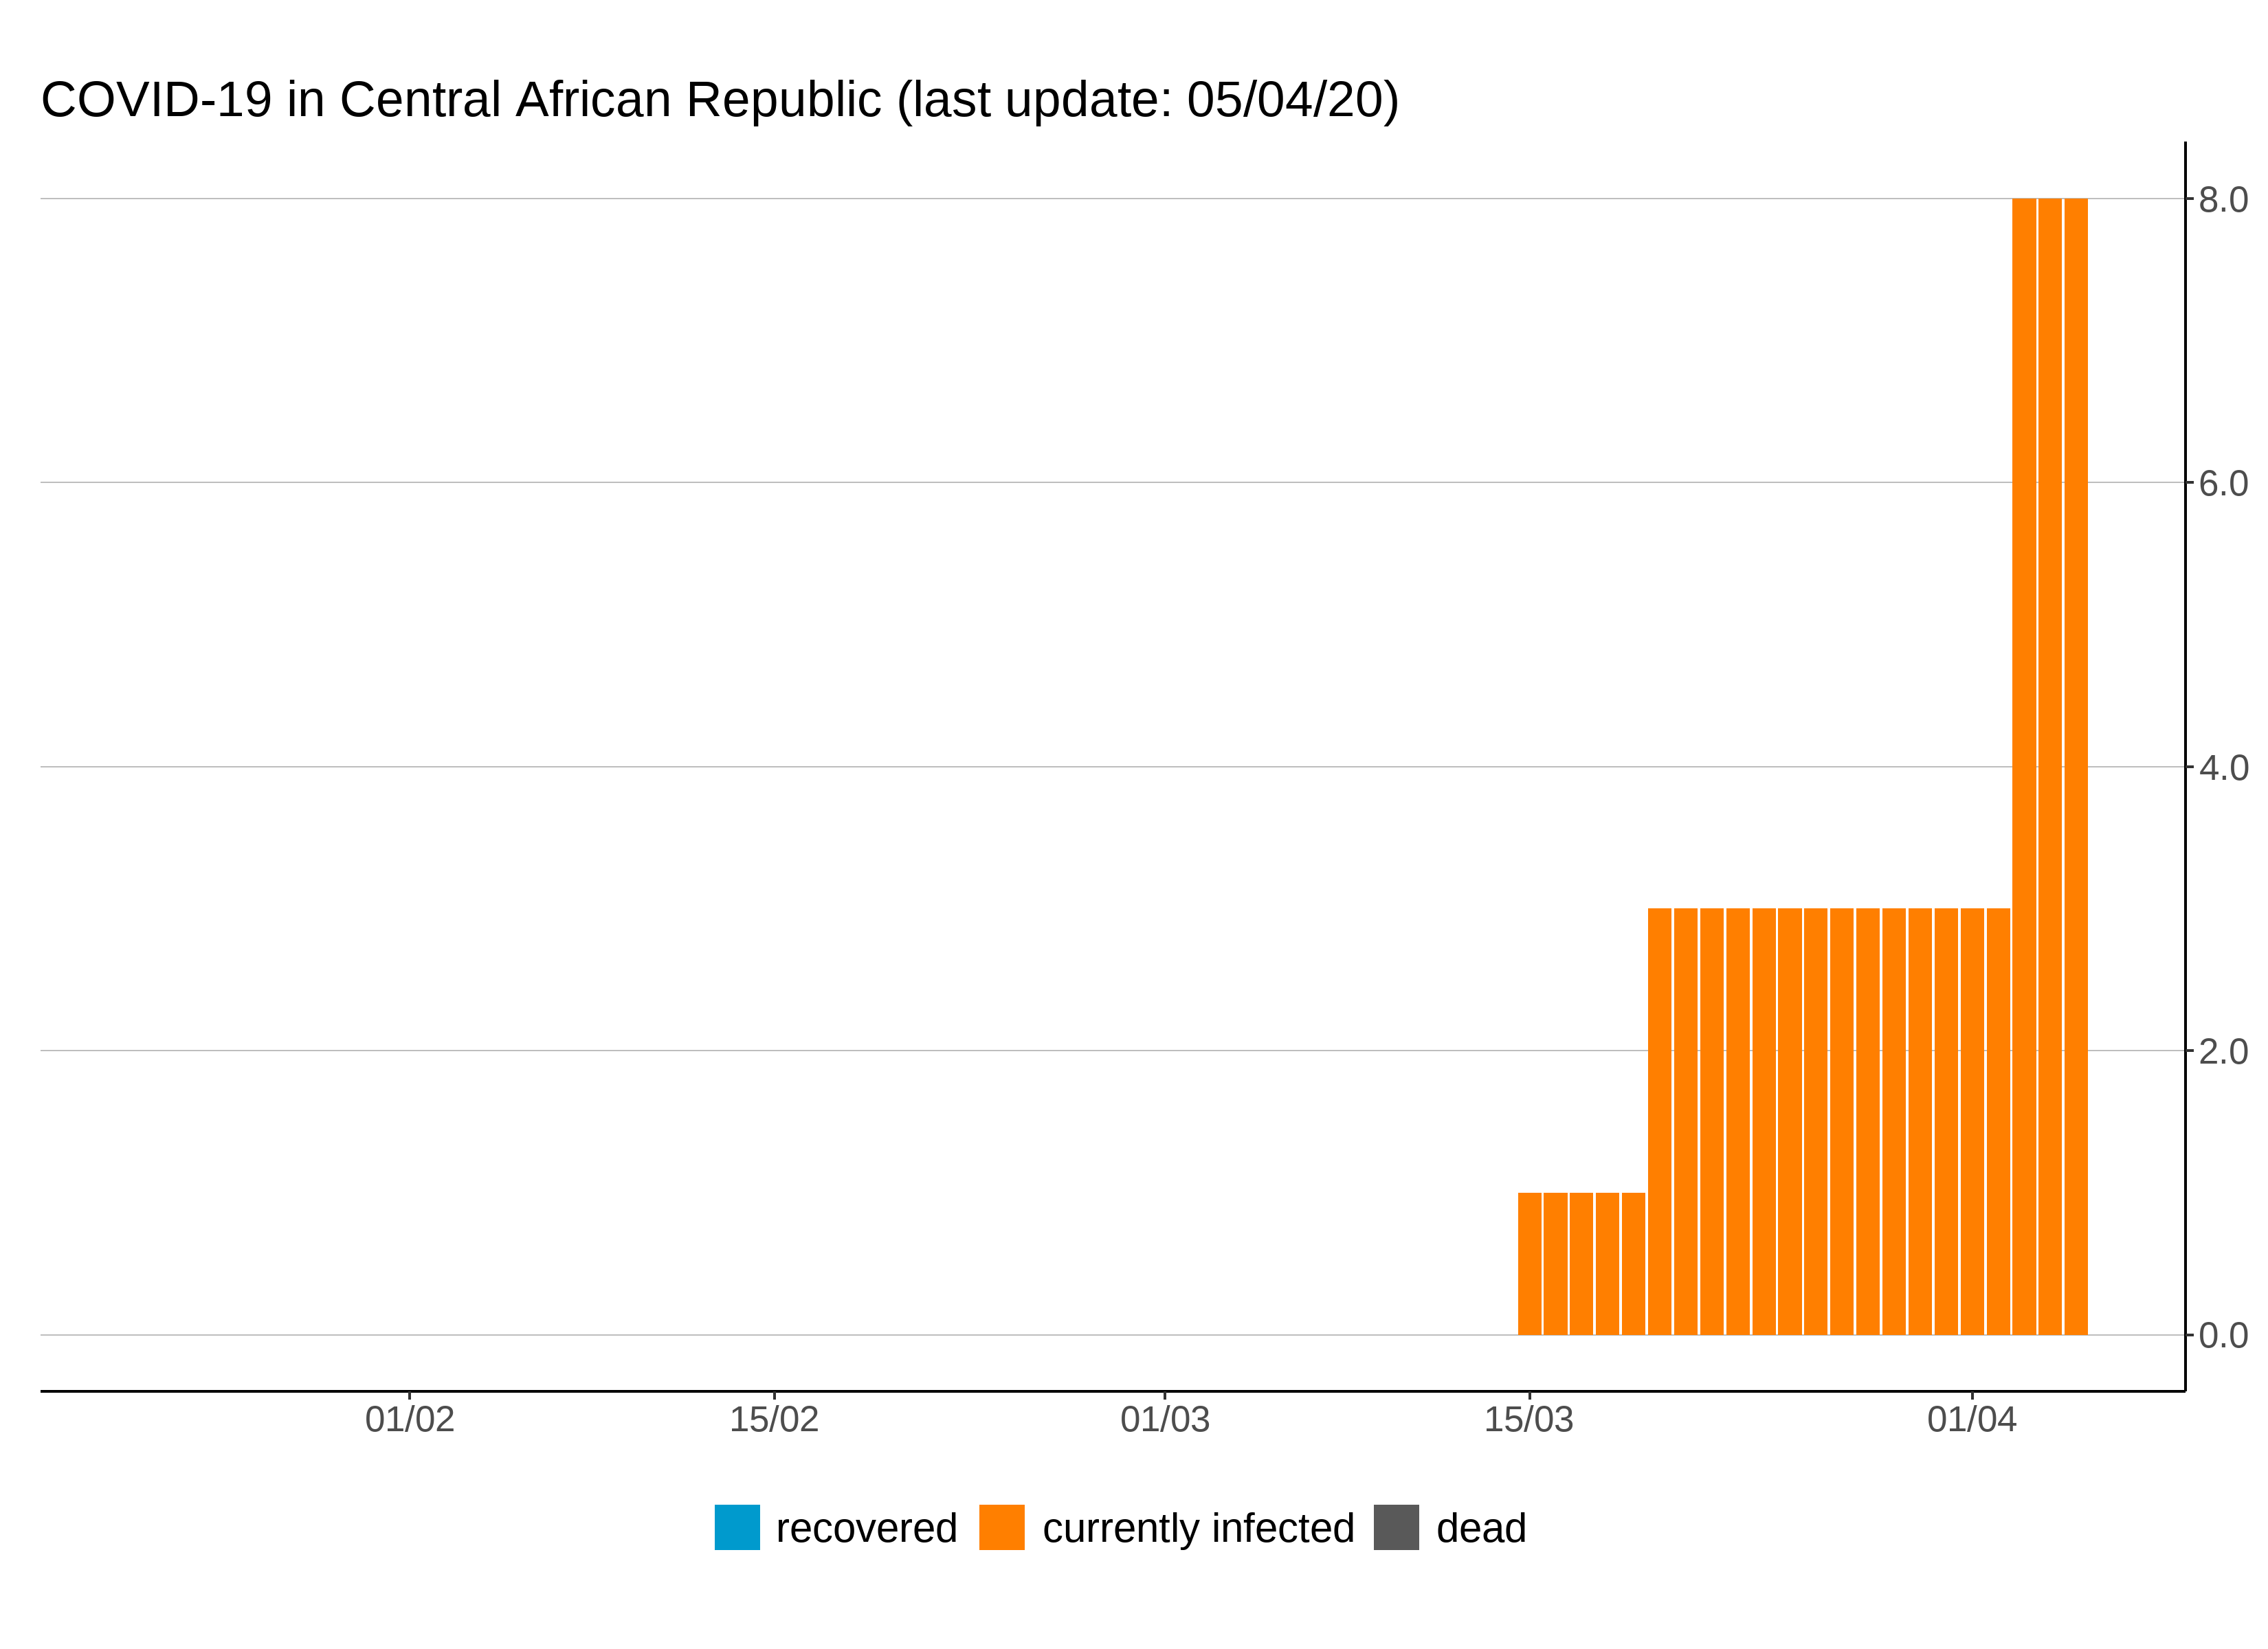 COVID-19 in Central African Republic (last update: 05/04/20)
8.0
6.0
4.0
2.0
0.0
01/02 15/02 01/03 15/03 01/04
recovered currently infected dead